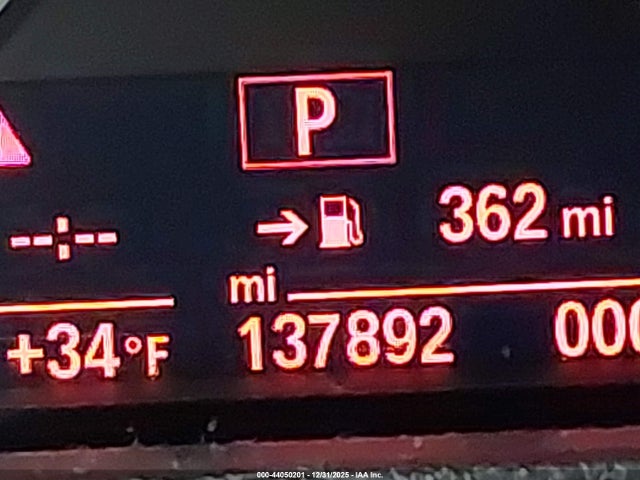 P
362 mi
mi
+34°F 137892 000
000-44050201 - 12/31/2025 - IAA Inc.